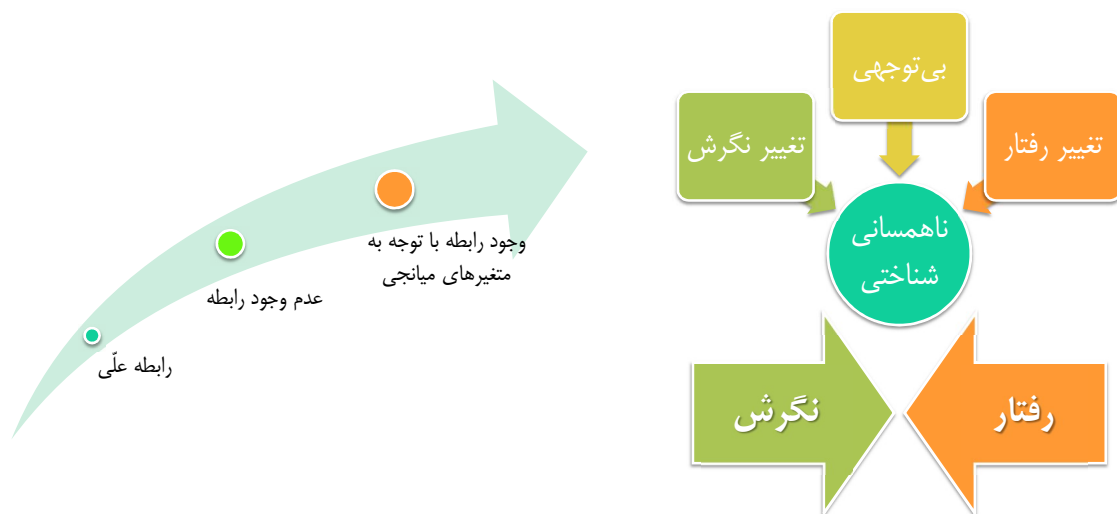 بی‌توجهی
تغییر رفتار
تغییر نگرش
ناهمسانی
شناختی
رفتار
نگرش
وجود رابطه با توجه به
متغیرهای میانجی
عدم وجود رابطه
رابطه علّی